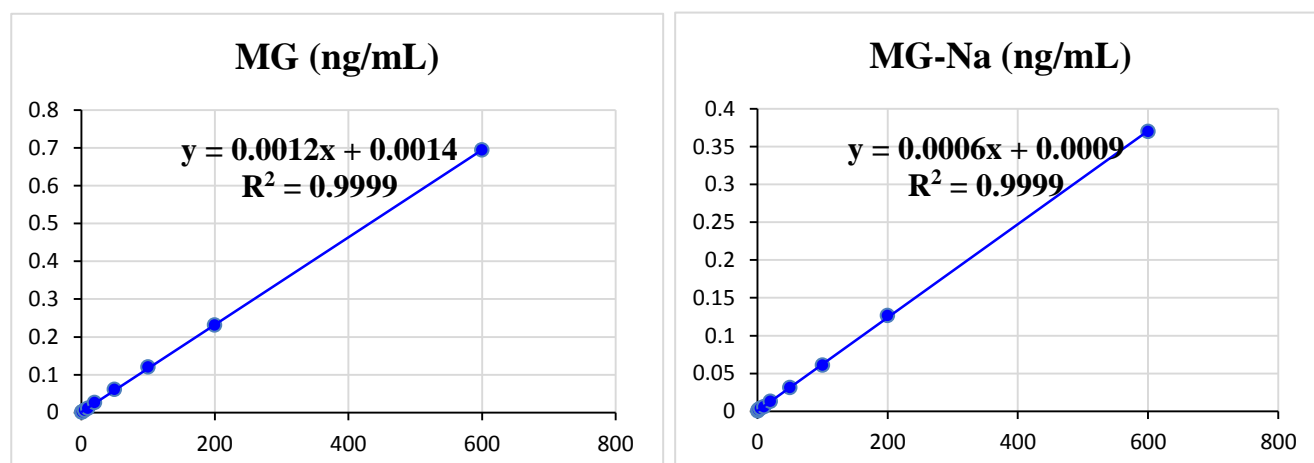 MG (ng/mL)
0.8
0.7
0.6
0.5
0.4
0.3
0.2
0.1
0
y = 0.0012x + 0.0014
R² = 0.9999
0 200 400 600 800
MG-Na (ng/mL)
0.4
0.35
0.3
0.25
0.2
0.15
0.1
0.05
0
y = 0.0006x + 0.0009
R² = 0.9999
0 200 400 600 800